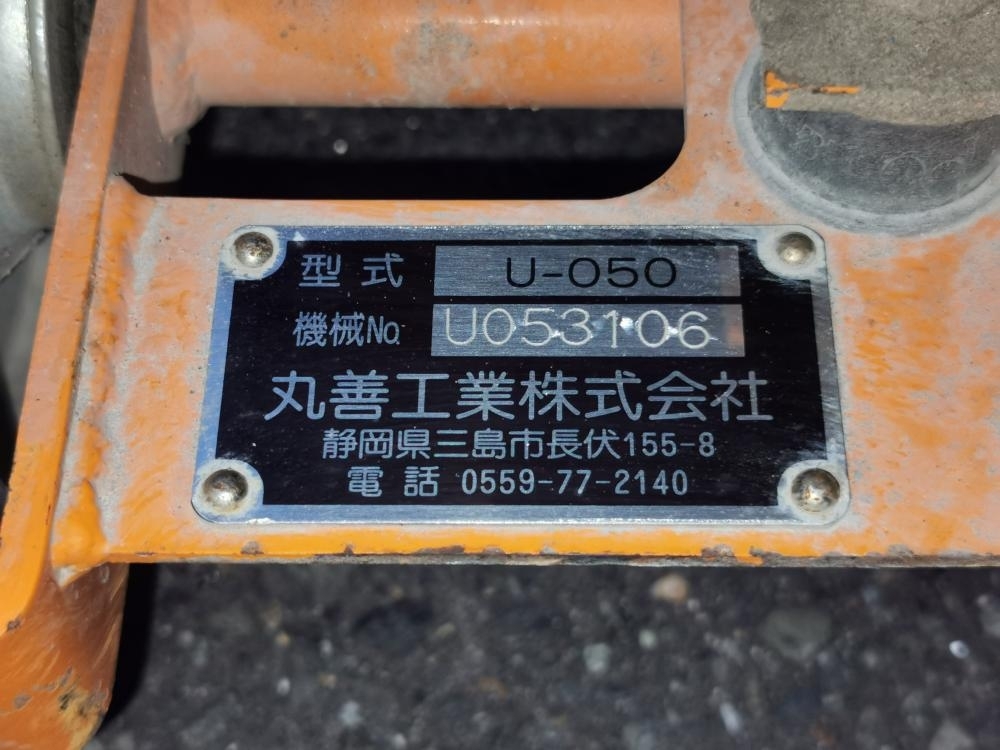 型式 U-050
機械No. U053106
丸善工業株式会社
静岡県三島市長伏155-8
電話 0559-77-2140